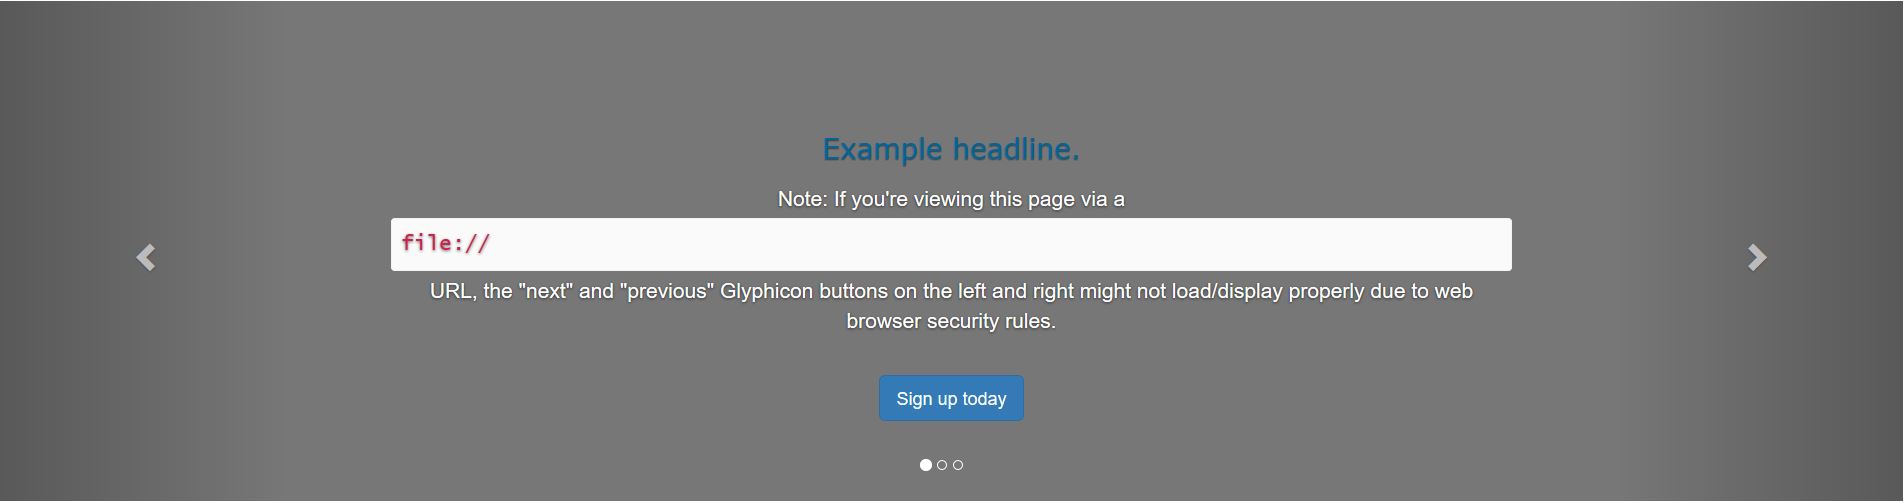 Example headline.
Note: If you're viewing this page via a
file://
URL, the "next" and "previous" Glyphicon buttons on the left and right might not load/display properly due to web
browser security rules.
Sign up today